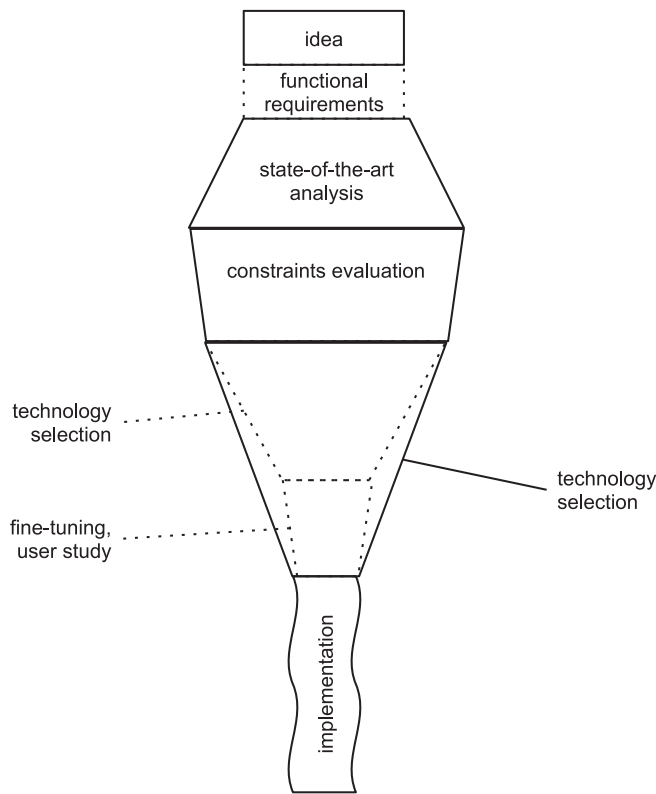 idea
functional
requirements
state-of-the-art
analysis
constraints evaluation
technology
selection
technology
selection
fine-tuning,
user study
implementation